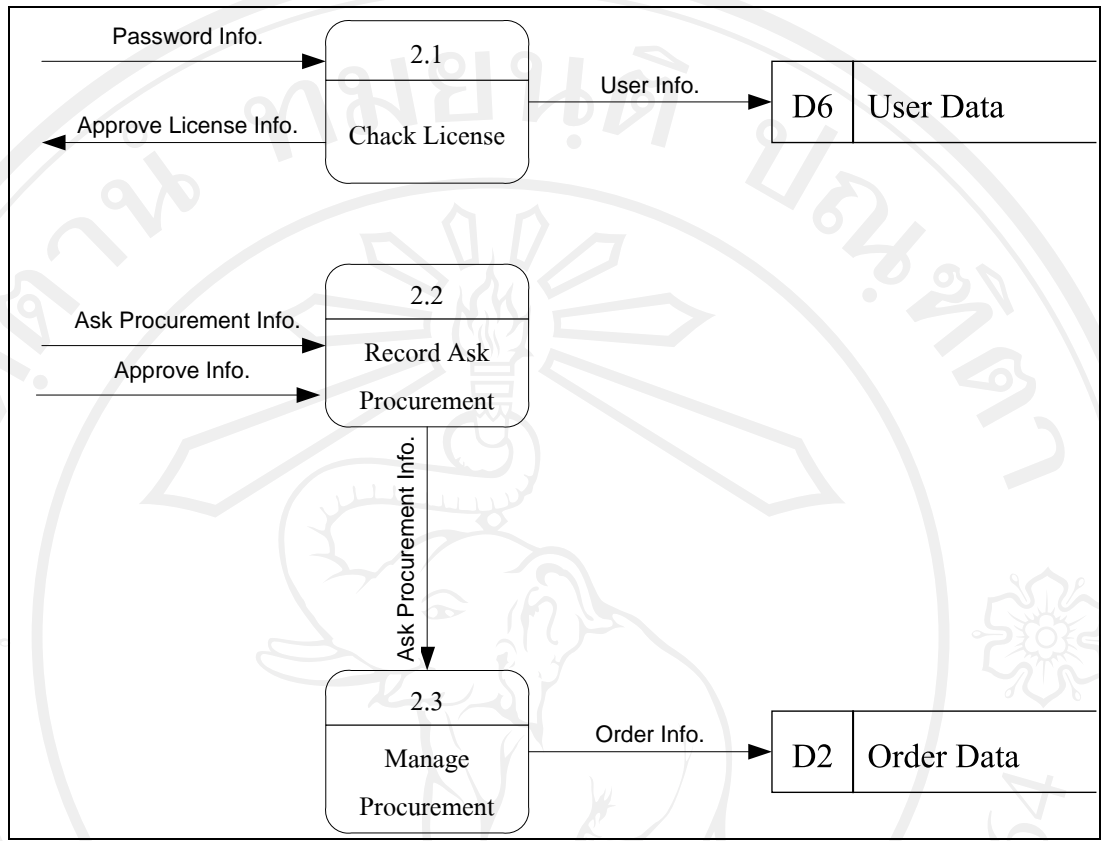 Password Info.
2.1
User Info.
D6 User Data
Approve License Info.
Chack License
2.2
Ask Procurement Info.
Record Ask
Approve Info.
Procurement
Ask Procurement Info.
2.3
Order Info.
D2 Order Data
Manage
Procurement